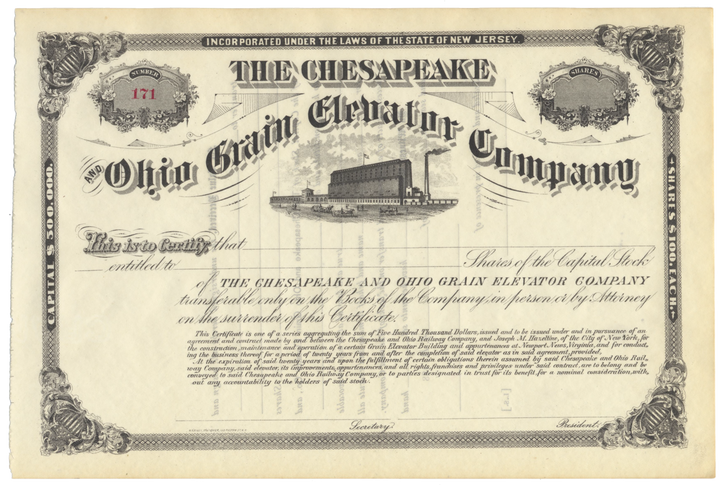 INCORPORATED UNDER THE LAWS OF THE STATE OF NEW JERSEY
NUMBER
171
SHARES
THE CHESAPEAKE
AND Ohio Grain Elevator Company
CAPITAL $500,000.
SHARES $100 EACH
This is to Certify, that
entitled to Shares of the Capital Stock
of THE CHESAPEAKE AND OHIO GRAIN ELEVATOR COMPANY
transferable only on the Books of the Company, in person or by Attorney
on the surrender of this Certificate.
This Certificate is one of a series aggregating the sum of Five Hundred Thousand Dollars, issued and to be issued under and in pursuance of an
agreement and contract made by and between the Chesapeake and Ohio Railway Company, and Joseph M. Hazeltine, of the City of New York, for
the construction, maintenance and operation of a certain Grain Elevator Building and appurtenances at Newport News, Virginia, and for conduct-
ing the business thereof for a period of twenty years from and after the completion of said elevator as in said agreement, provided.
At the expiration of said twenty years and upon the fulfillment of certain obligations therein assumed by said Chesapeake and Ohio Rail,
way Company, said elevator, its improvements, appurtenances, and all rights, franchises and privileges under said contract, are to belong and be
conveyed to said Chesapeake and Ohio Railway Company, or to parties designated in trust for its benefit, for a nominal consideration, with,
out any accountability to the holders of said stock.
Secretary.
President.